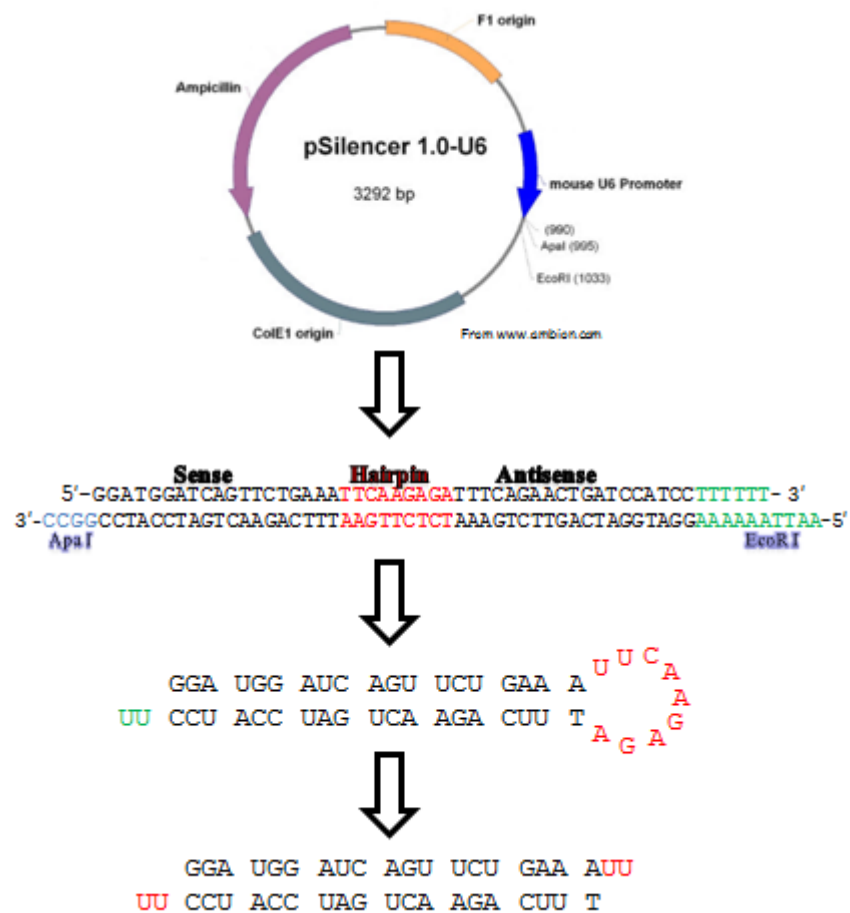 F1 origin
Ampicillin
pSilencer 1.0-U6
3292 bp
mouse U6 Promoter
(990)
ApaI (995)
EcoRI (1033)
ColE1 origin
From www.ambion.com
Sense Hairpin Antisense
5'-GGATGGATCAGTTCTGAAATTCAAGAGATTTCAGAACTGATCCATCCTTTTTT- 3'
3'-CCGGCCTACCTAGTCAAGACTTTAAGTTCTCTAAAGTCTTGACTAGGTAGGAAAAAATTAA-5'
ApaI EcoRI
GGA UGG AUC AGU UCU GAA A UUCAAGAGA
UU CCU ACC UAG UCA AGA CUU T
GGA UGG AUC AGU UCU GAA AUU
UU CCU ACC UAG UCA AGA CUU T